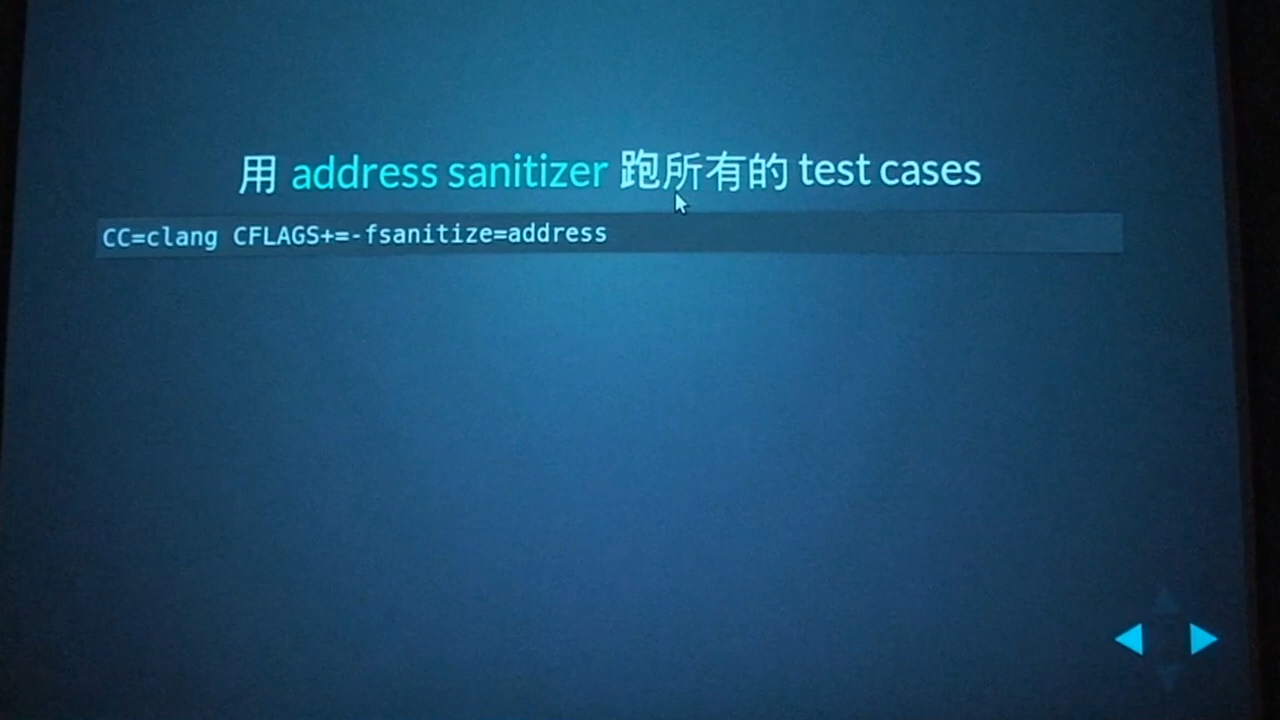 用 address sanitizer 跑所有的 test cases
CC=clang CFLAGS+=-fsanitize=address